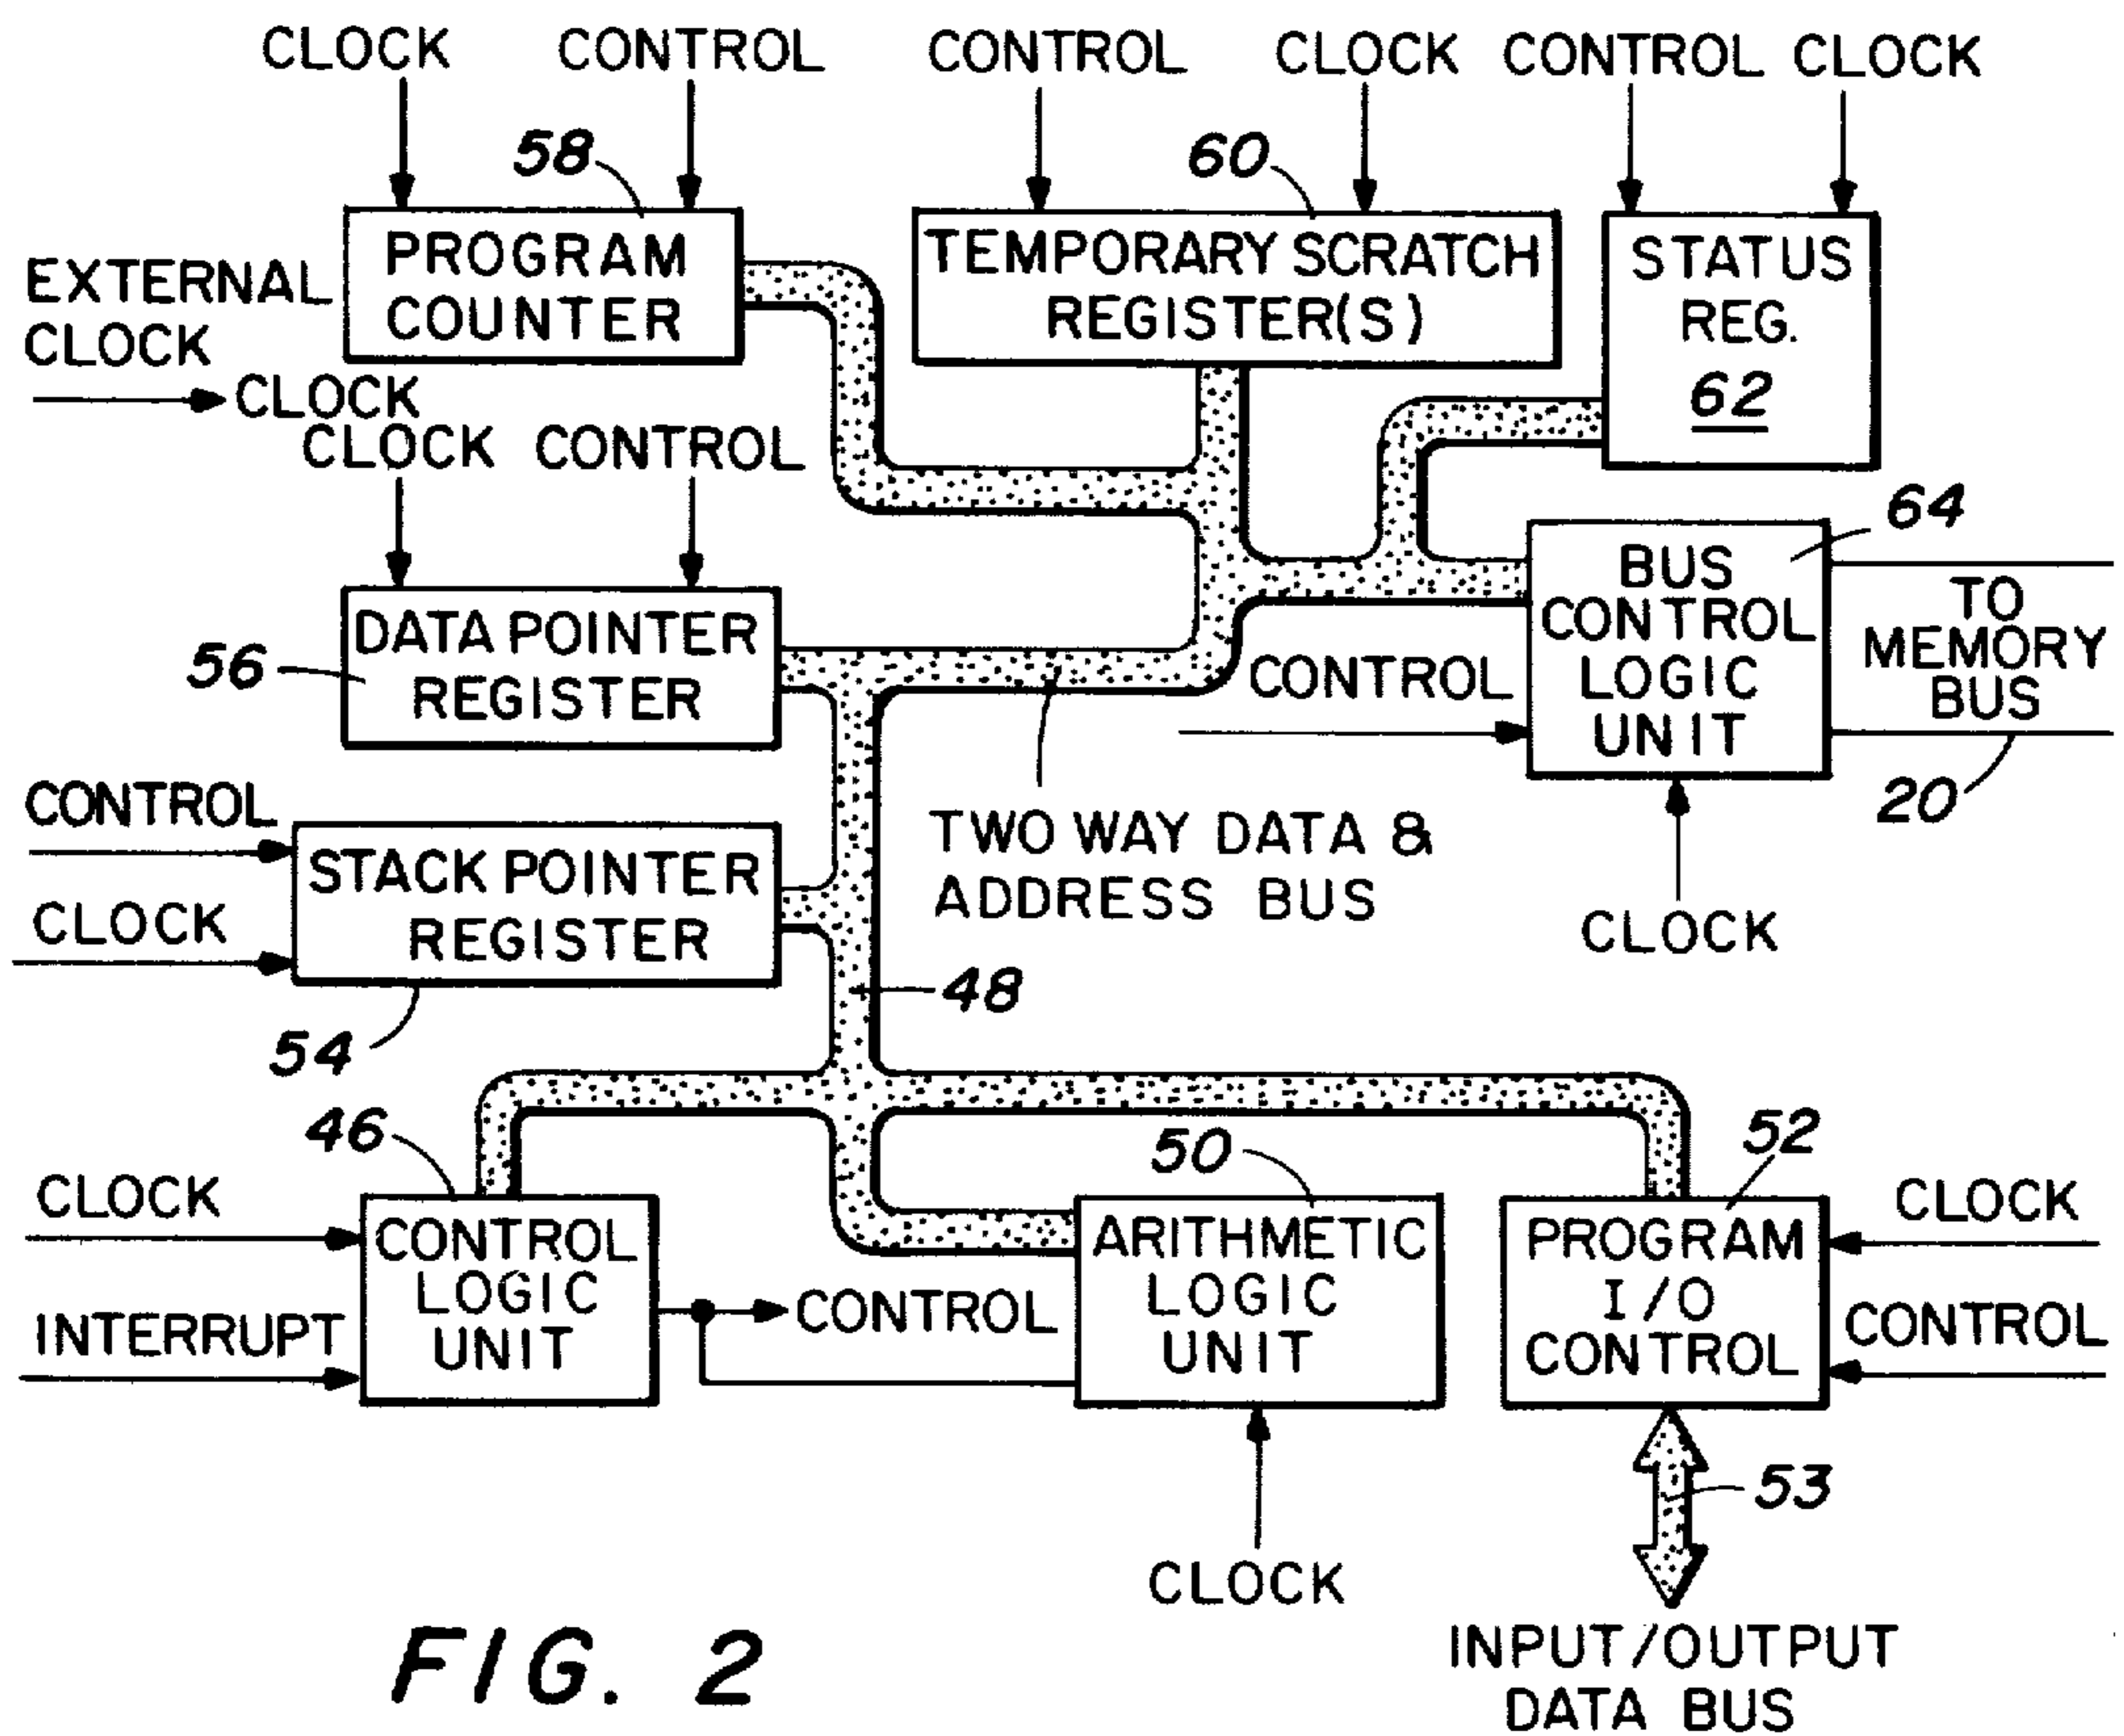 CLOCK
CONTROL
CONTROL
CLOCK
CONTROL
CLOCK
58
60
PROGRAM
COUNTER
TEMPORARY SCRATCH
REGISTER(S)
STATUS
REG.
62
EXTERNAL
CLOCK
CLOCK
CLOCK
CONTROL
64
DATA POINTER
REGISTER
56
BUS
CONTROL
LOGIC
UNIT
TO
MEMORY
BUS
CONTROL
20
CONTROL
CLOCK
STACK POINTER
REGISTER
TWO WAY DATA &
ADDRESS BUS
CLOCK
48
54
46
50
52
CLOCK
INTERRUPT
CONTROL
LOGIC
UNIT
CONTROL
ARITHMETIC
LOGIC
UNIT
PROGRAM
I/O
CONTROL
CLOCK
CONTROL
53
CLOCK
INPUT/OUTPUT
DATA BUS
FIG. 2